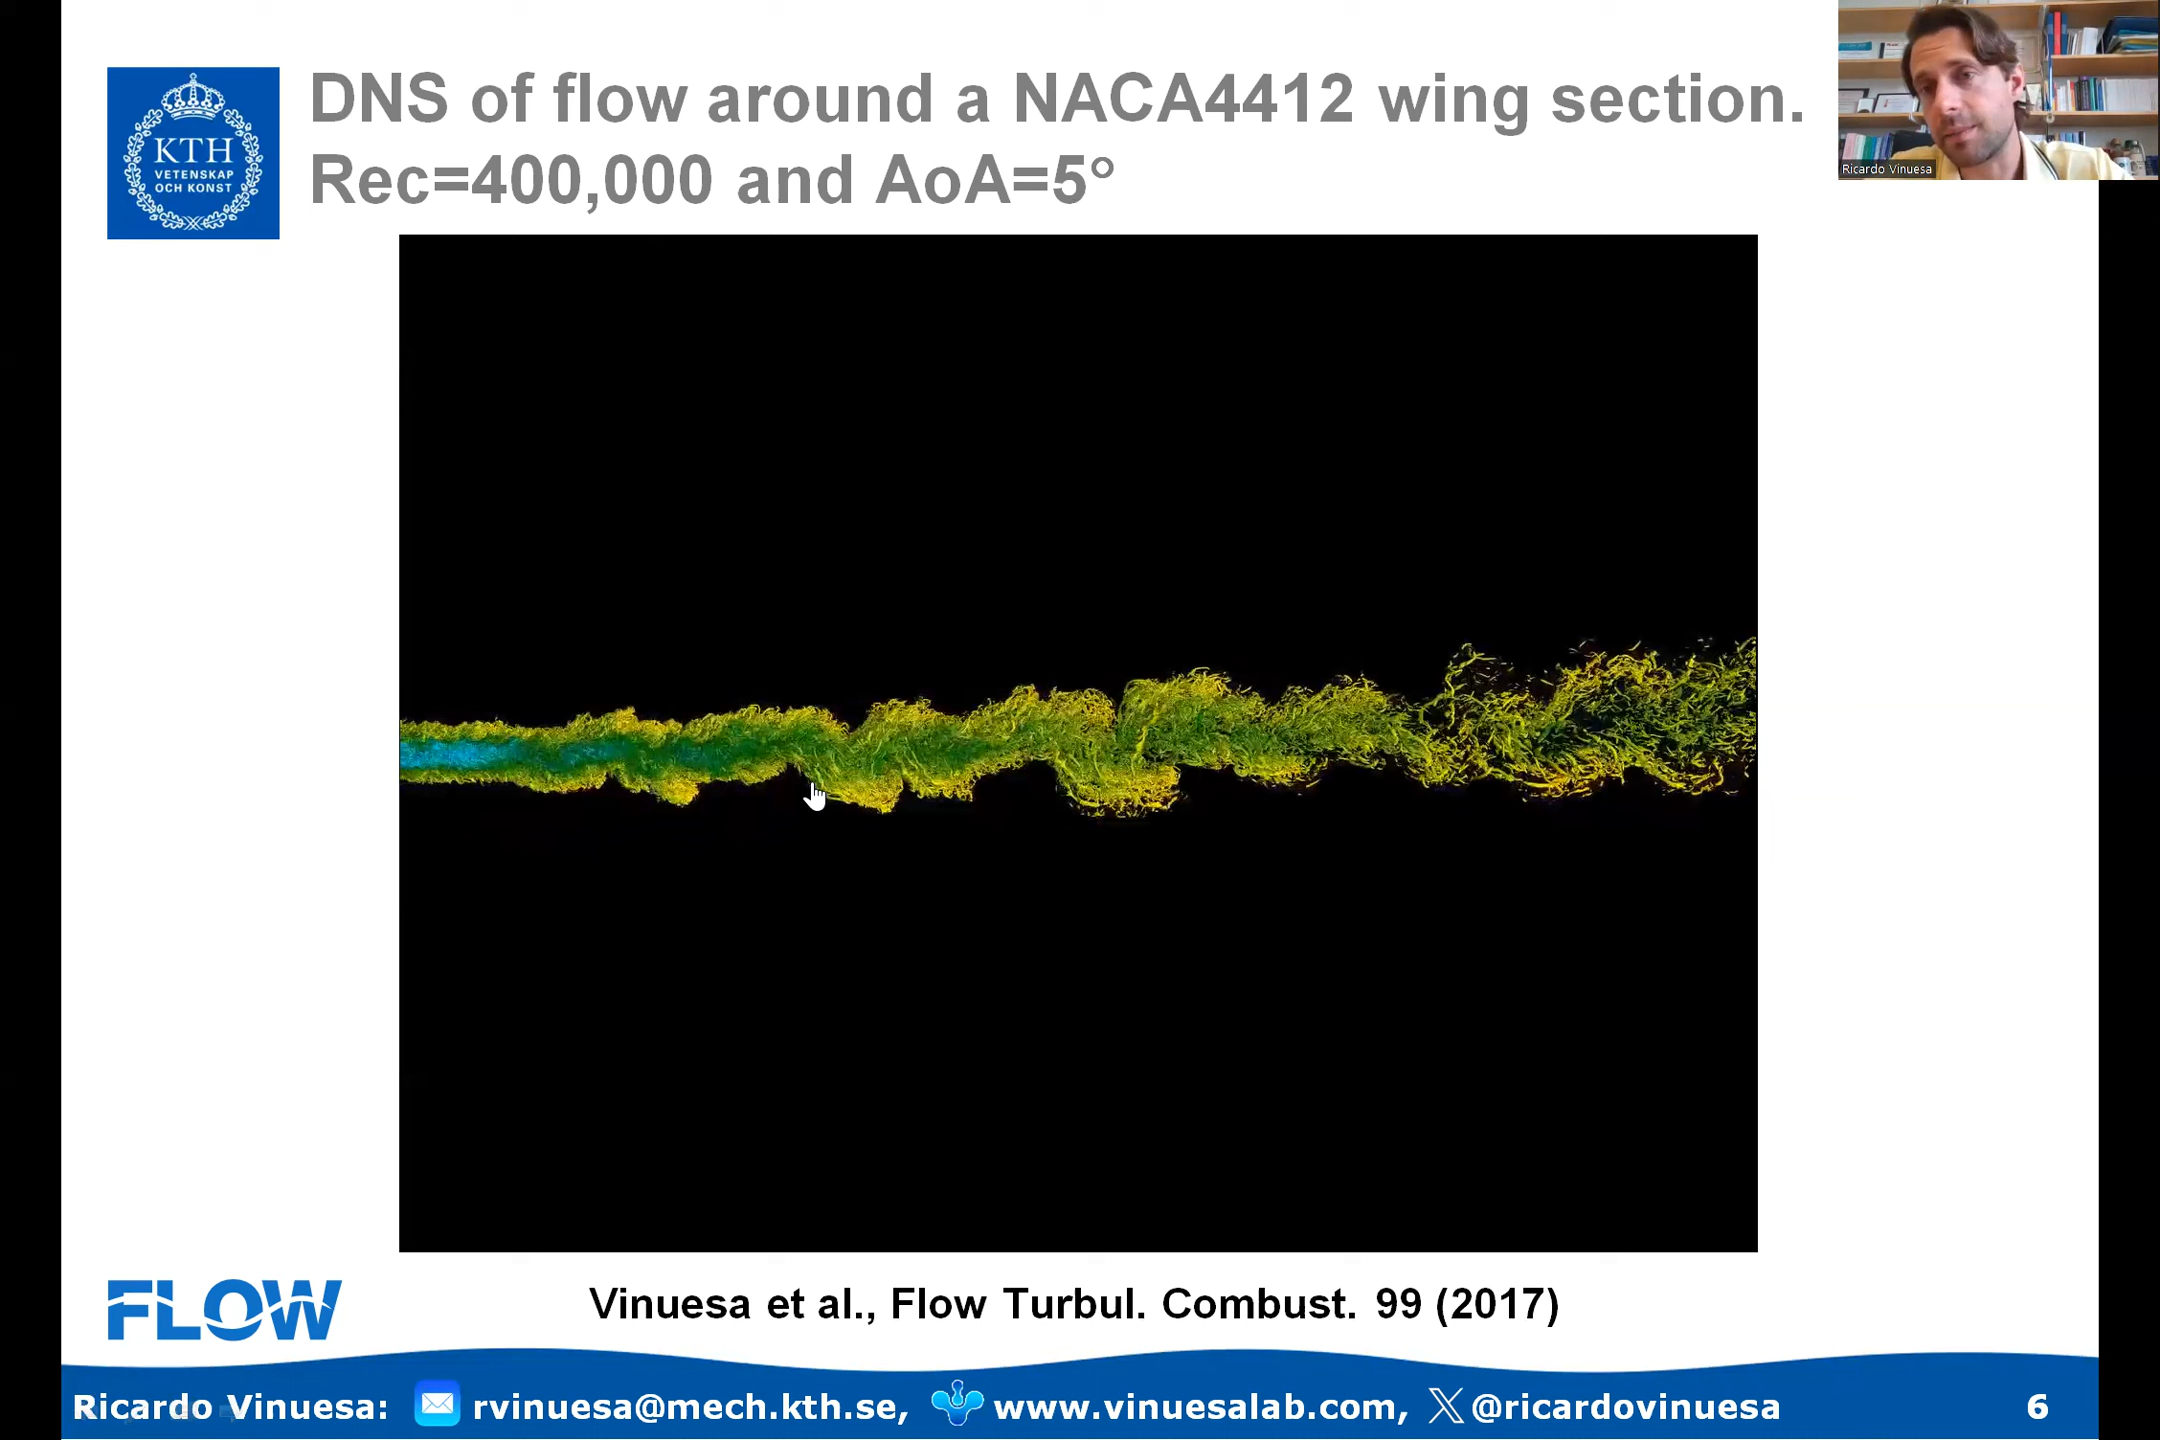 DNS of flow around a NACA4412 wing section.
Rec=400,000 and AoA=5°
KTH
VETENSKAP
OCH KONST
Ricardo Vinuesa
FLOW
Vinuesa et al., Flow Turbul. Combust. 99 (2017)
Ricardo Vinuesa: rvinuesa@mech.kth.se, www.vinuesalab.com, @ricardovinuesa 6